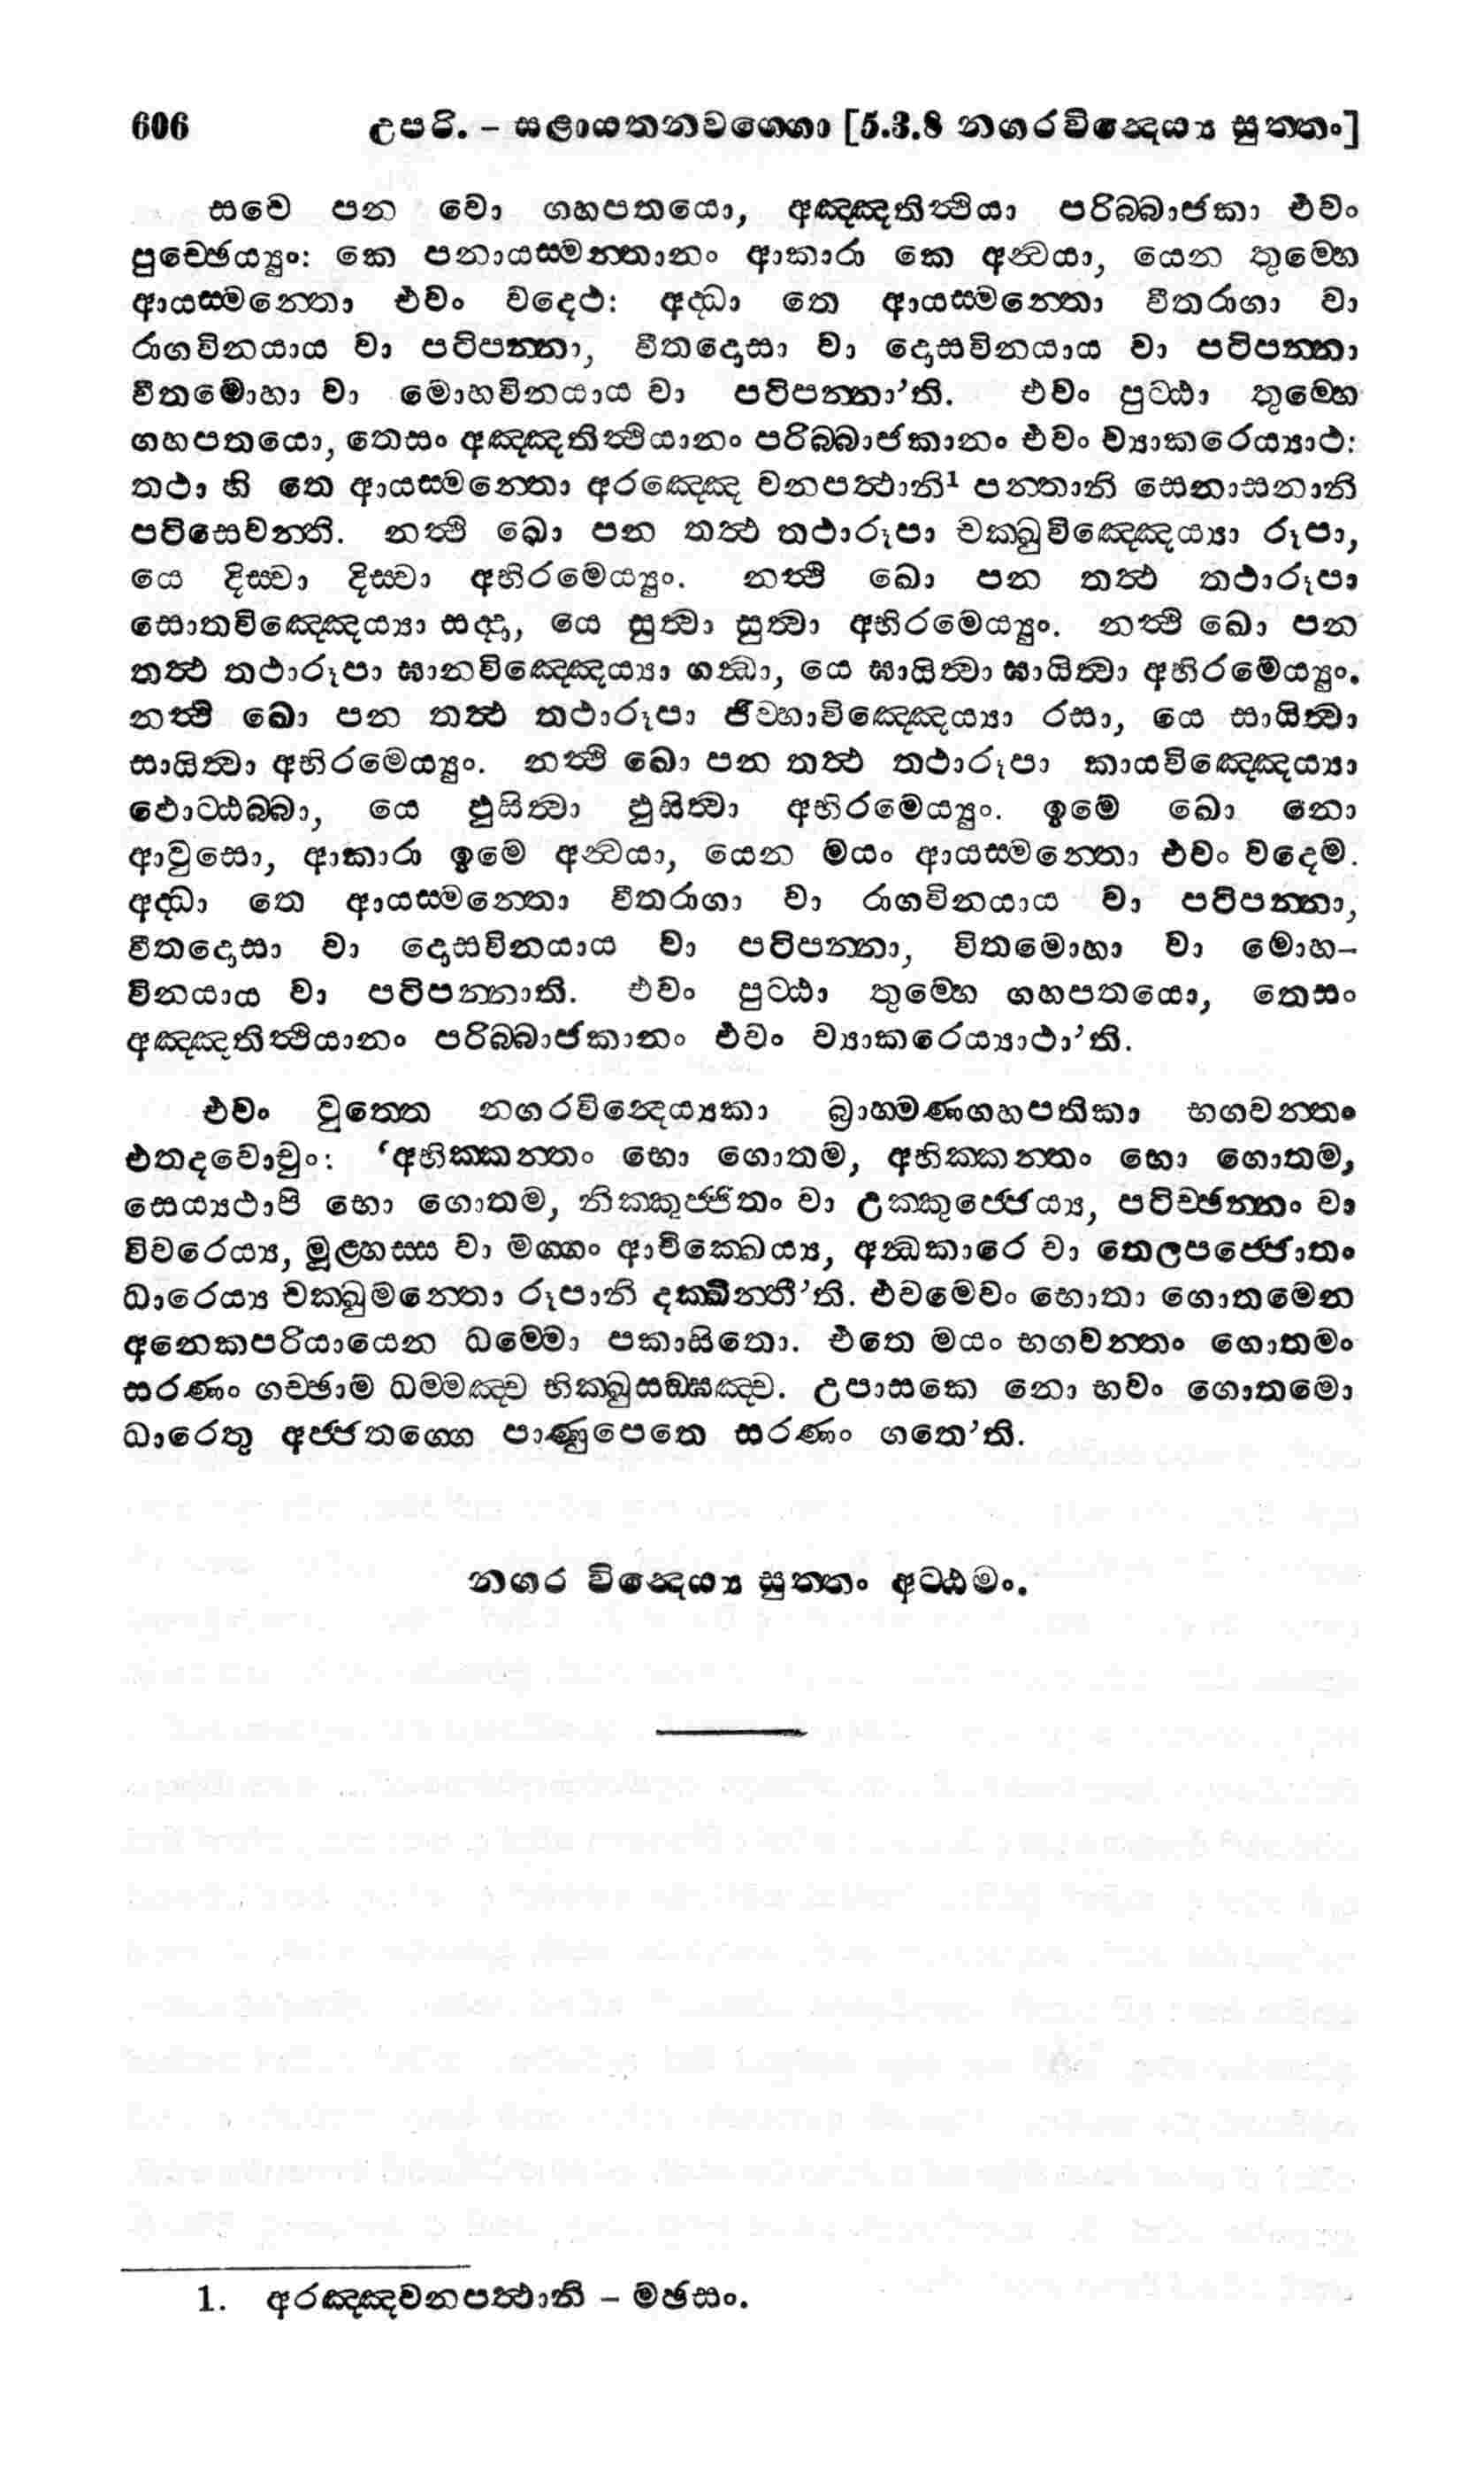 606 උපරි. – සළායතනවග්ගො [5.3.8 නගරවින්දෙය්‍ය සුත්තං]
සචෙ පන වො ගහපතයො, අඤ්ඤතිත්ථියා පරිබ්බාජකා එවං
පුච්ඡෙය්‍යුං: කෙ පනායස්මන්තානං ආකාරා කෙ අන්වයා, යෙන තුම්හෙ
ආයස්මන්තො එවං වදෙථ: අද්ධා තෙ ආයස්මන්තො වීතරාගා වා
රාගවිනයාය වා පටිපන්නා, වීතදොසා වා දොසවිනයාය වා පටිපන්නා
වීතමොහා වා මොහවිනයාය වා පටිපන්නා’ති. එවං පුට්ඨා තුම්හෙ
ගහපතයො, තෙසං අඤ්ඤතිත්ථියානං පරිබ්බාජකානං එවං ව්‍යාකරෙය්‍යාථ:
තථා හි තෙ ආයස්මන්තො අරඤ්ඤෙ වනපත්ථානි¹ පන්තානි සෙනාසනානි
පටිසෙවන්ති. නත්ථි ඛො පන තත්ථ තථාරූපා චක්ඛුවිඤ්ඤෙය්‍යා රූපා,
යෙ දිස්වා දිස්වා අභිරමෙය්‍යුං. නත්ථි ඛො පන තත්ථ තථාරූපා
සොතවිඤ්ඤෙය්‍යා සද්දා, යෙ සුත්වා සුත්වා අභිරමෙය්‍යුං. නත්ථි ඛො පන
තත්ථ තථාරූපා ඝානවිඤ්ඤෙය්‍යා ගන්ධා, යෙ ඝායිත්වා ඝායිත්වා අභිරමෙය්‍යුං.
නත්ථි ඛො පන තත්ථ තථාරූපා ජිව්හාවිඤ්ඤෙය්‍යා රසා, යෙ සායිත්වා
සායිත්වා අභිරමෙය්‍යුං. නත්ථි ඛො පන තත්ථ තථාරූපා කායවිඤ්ඤෙය්‍යා
ඵොට්ඨබ්බා, යෙ ඵුසිත්වා ඵුසිත්වා අභිරමෙය්‍යුං. ඉමෙ ඛො නො
ආවුසො, ආකාරා ඉමෙ අන්වයා, යෙන මයං ආයස්මන්තො එවං වදෙම.
අද්ධා තෙ ආයස්මන්තො වීතරාගා වා රාගවිනයාය වා පටිපන්නා,
වීතදොසා වා දොසවිනයාය වා පටිපන්නා, විතමොහා වා මොහ–
විනයාය වා පටිපන්නාති. එවං පුට්ඨා තුම්හෙ ගහපතයො, තෙසං
අඤ්ඤතිත්ථියානං පරිබ්බාජකානං එවං ව්‍යාකරෙය්‍යාථා’ති.
එවං වුත්තෙ නගරවින්දෙය්‍යකා බ්‍රාහ්මණගහපතිකා භගවන්තං
එතදවොචුං: ‘අභික්කන්තං භො ගොතම, අභික්කන්තං භො ගොතම,
සෙය්‍යථාපි භො ගොතම, නික්කුජ්ජිතං වා උක්කුජ්ජෙය්‍ය, පටිච්ඡන්නං වා
විවරෙය්‍ය, මූළ්හස්ස වා මග්ගං ආචික්ඛෙය්‍ය, අන්ධකාරෙ වා තෙලපජ්ජොතං
ධාරෙය්‍ය චක්ඛුමන්තො රූපානි දක්ඛින්තී’ති. එවමෙවං භොතා ගොතමෙන
අනෙකපරියායෙන ධම්මො පකාසිතො. එතෙ මයං භගවන්තං ගොතමං
සරණං ගච්ඡාම ධම්මඤ්ච භික්ඛුසඞ්ඝඤ්ච. උපාසකෙ නො භවං ගොතමො
ධාරෙතු අජ්ජතග්ගෙ පාණුපෙතෙ සරණං ගතෙ’ති.
නගර වින්දෙය්‍ය සුත්තං අට්ඨමං.
1. අරඤ්ඤවනපත්ථානි – මඡසං.